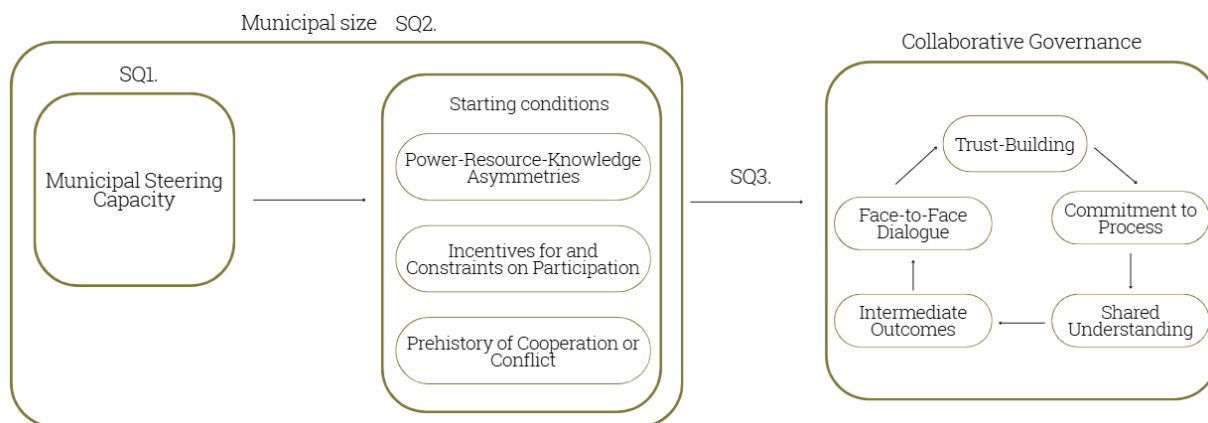 Municipal size SQ2.
SQ1.
Municipal Steering
Capacity
Starting conditions
Power-Resource-Knowledge
Asymmetries
Incentives for and
Constraints on Participation
Prehistory of Cooperation or
Conflict
SQ3.
Collaborative Governance
Trust-Building
Face-to-Face
Dialogue
Commitment to
Process
Intermediate
Outcomes
Shared
Understanding